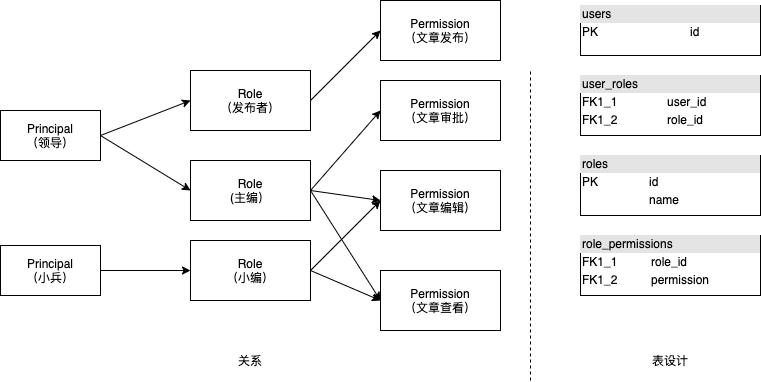 Permission
(文章发布)
Role
(发布者)
Permission
(文章审批)
Principal
(领导)
Role
(主编)
Permission
(文章编辑)
Principal
(小兵)
Role
(小编)
Permission
(文章查看)
关系
users
PK id
user_roles
FK1_1 user_id
FK1_2 role_id
roles
PK id
name
role_permissions
FK1_1 role_id
FK1_2 permission
表设计